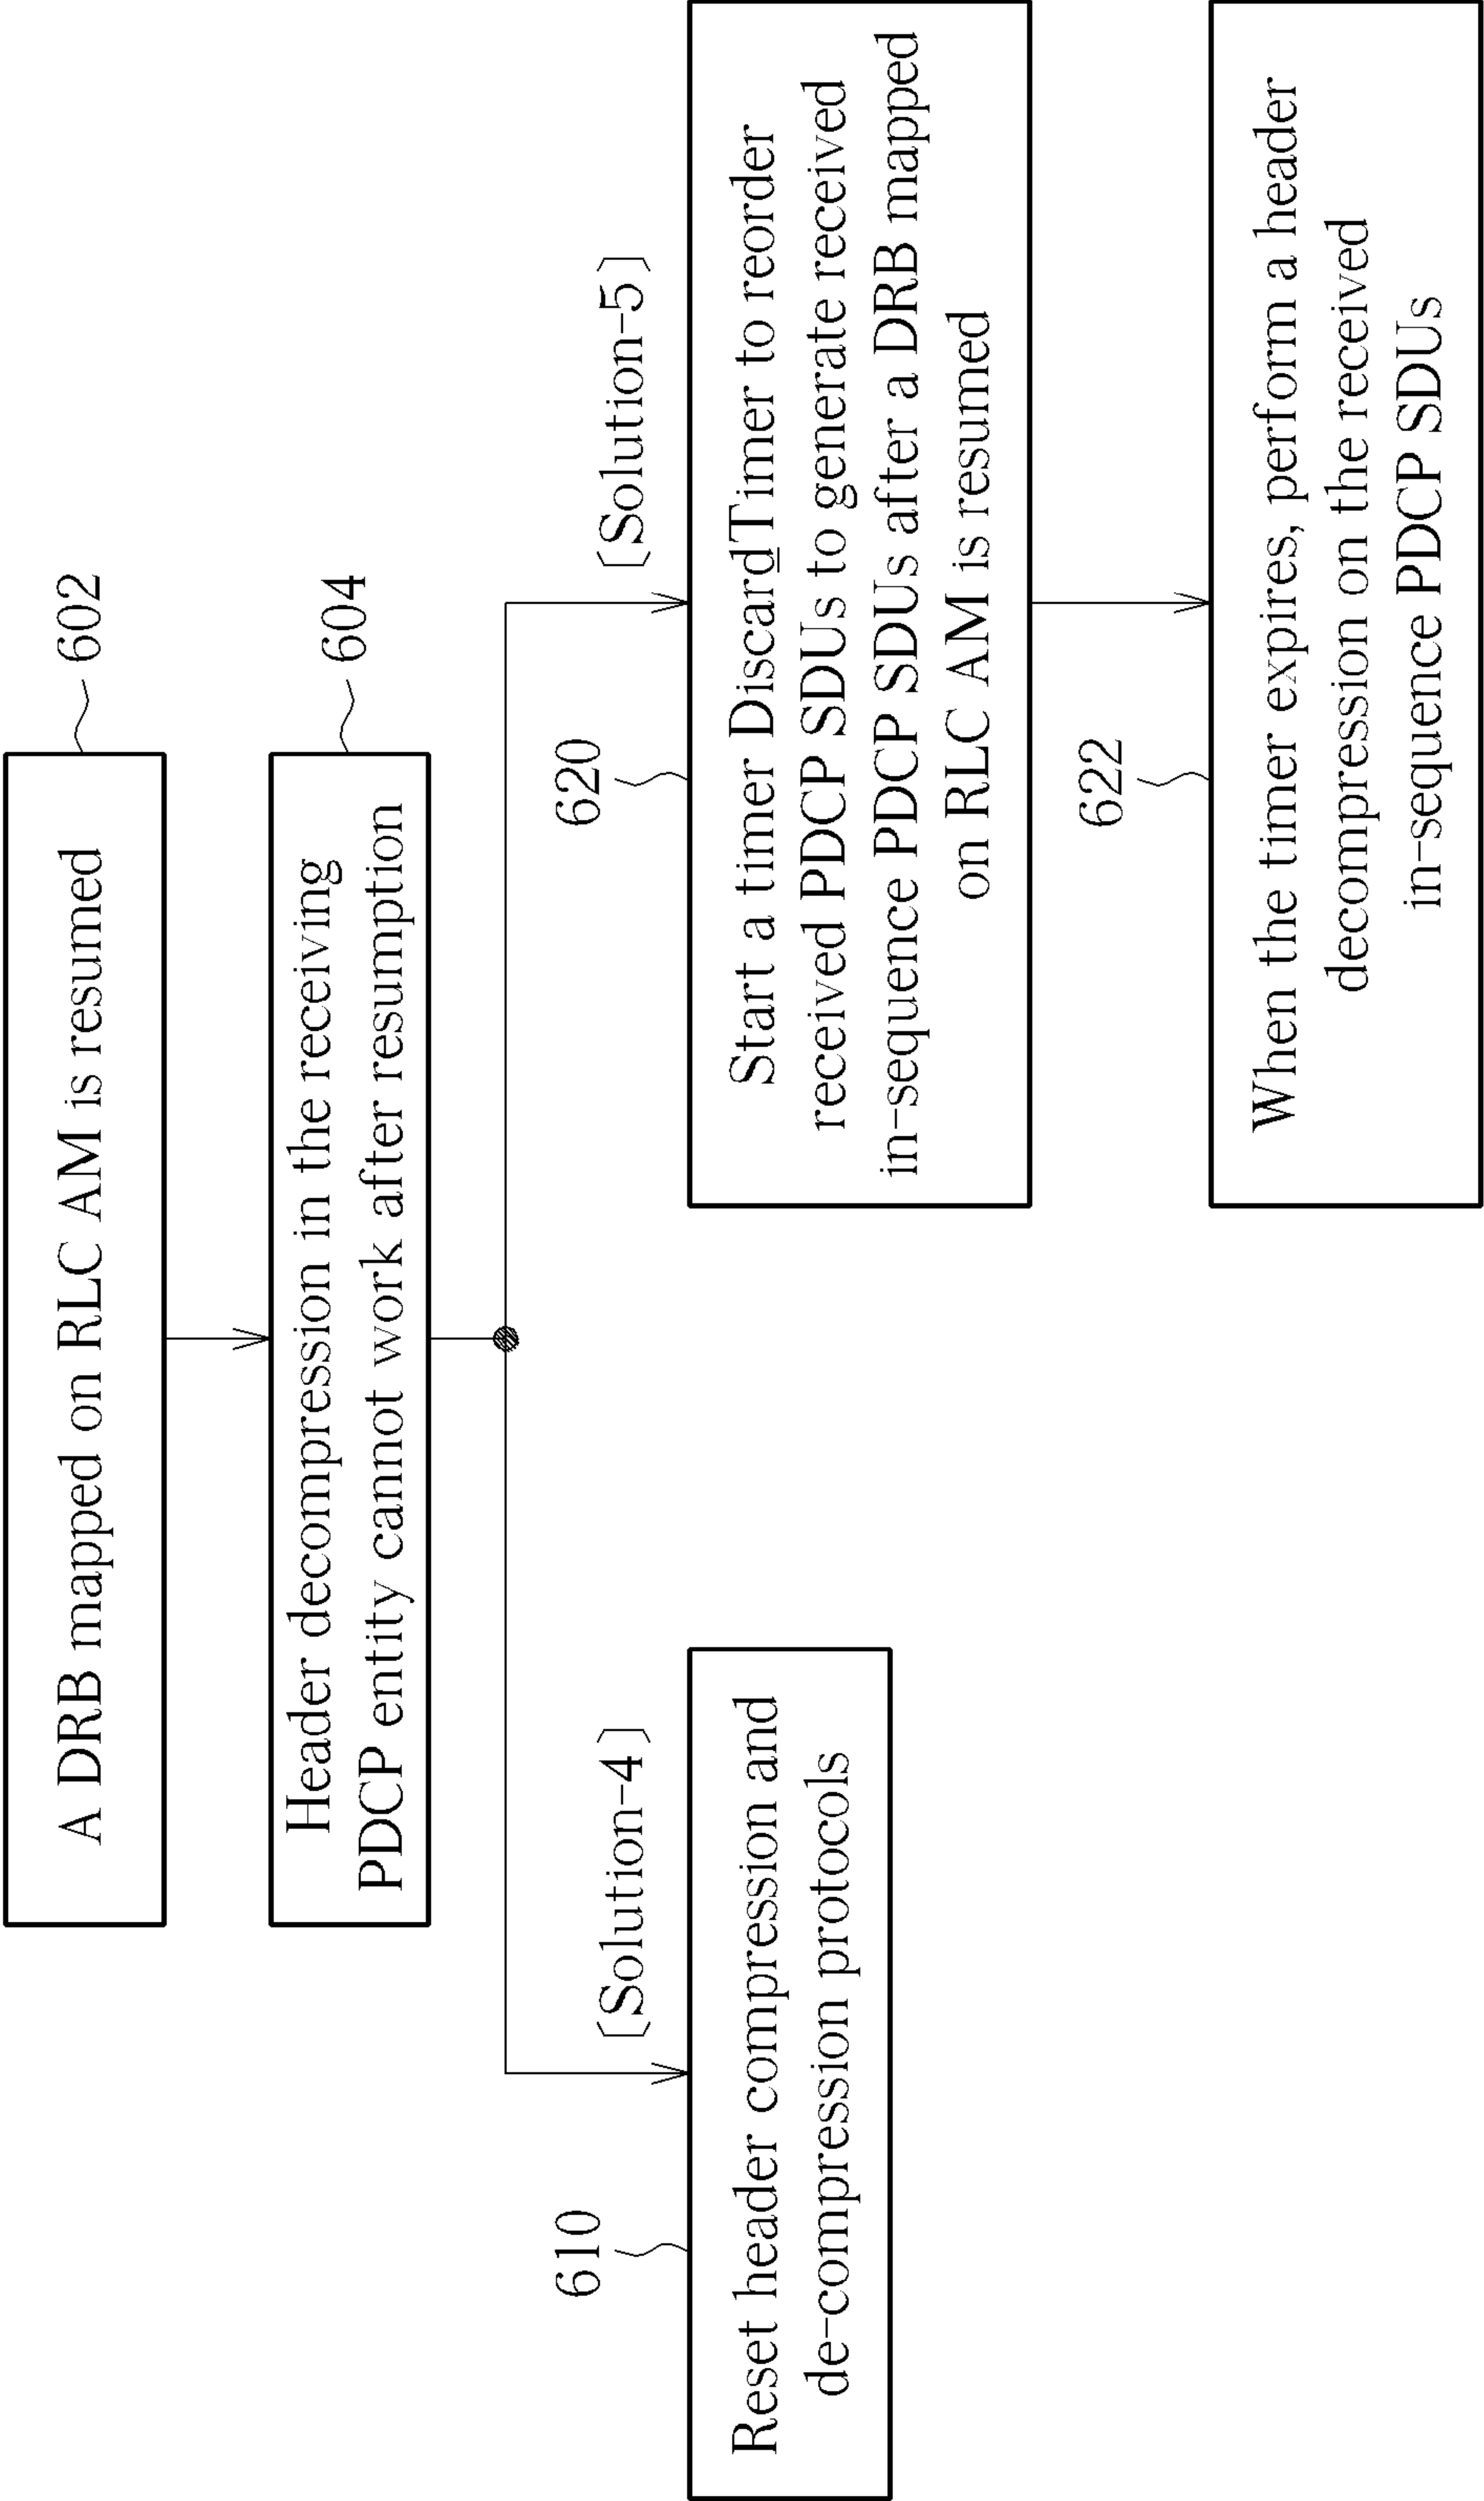 A DRB mapped on RLC AM is resumed
602
Header decompression in the receiving
PDCP entity cannot work after resumption
604
(Solution-4)
610
Reset header compression and
de-compression protocols
(Solution-5)
620
Start a timer Discard_Timer to reorder
received PDCP SDUs to generate received
in-sequence PDCP SDUs after a DRB mapped
on RLC AM is resumed
622
When the timer expires, perform a header
decompression on the received
in-sequence PDCP SDUs